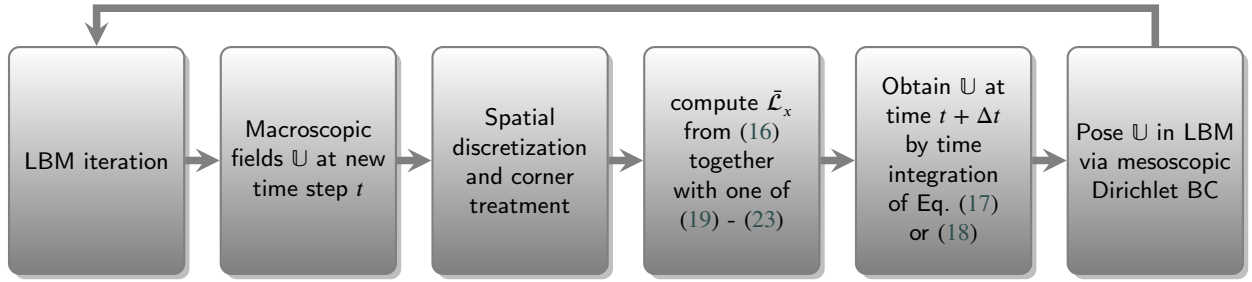 LBM iteration
Macroscopic
fields 𝕌 at new
time step t
Spatial
discretization
and corner
treatment
compute ℒ̄ₓ
from (16)
together
with one of
(19) - (23)
Obtain 𝕌 at
time t + Δt
by time
integration
of Eq. (17)
or (18)
Pose 𝕌 in LBM
via mesoscopic
Dirichlet BC